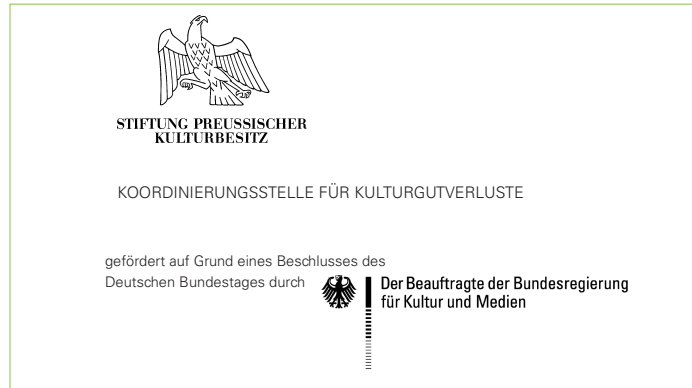 STIFTUNG PREUSSISCHER
KULTURBESITZ
KOORDINIERUNGSSTELLE FÜR KULTURGUTVERLUSTE
gefördert auf Grund eines Beschlusses des
Deutschen Bundestages durch
Der Beauftragte der Bundesregierung
für Kultur und Medien